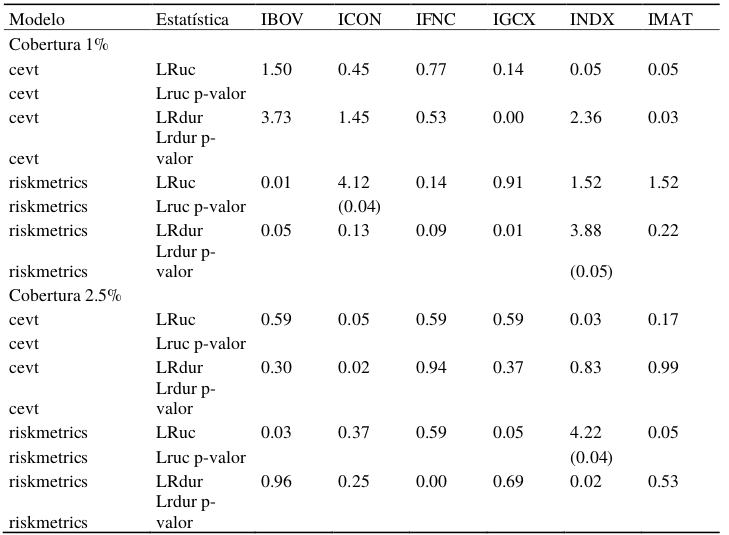 Modelo Estatística IBOV ICON IFNC IGCX INDX IMAT
Cobertura 1%
cevt LRuc 1.50 0.45 0.77 0.14 0.05 0.05
cevt Lruc p-valor
cevt LRdur 3.73 1.45 0.53 0.00 2.36 0.03
Lrdur p-
cevt valor
riskmetrics LRuc 0.01 4.12 0.14 0.91 1.52 1.52
riskmetrics Lruc p-valor (0.04)
riskmetrics LRdur 0.05 0.13 0.09 0.01 3.88 0.22
Lrdur p-
riskmetrics valor (0.05)
Cobertura 2.5%
cevt LRuc 0.59 0.05 0.59 0.59 0.03 0.17
cevt Lruc p-valor
cevt LRdur 0.30 0.02 0.94 0.37 0.83 0.99
Lrdur p-
cevt valor
riskmetrics LRuc 0.03 0.37 0.59 0.05 4.22 0.05
riskmetrics Lruc p-valor (0.04)
riskmetrics LRdur 0.96 0.25 0.00 0.69 0.02 0.53
Lrdur p-
riskmetrics valor